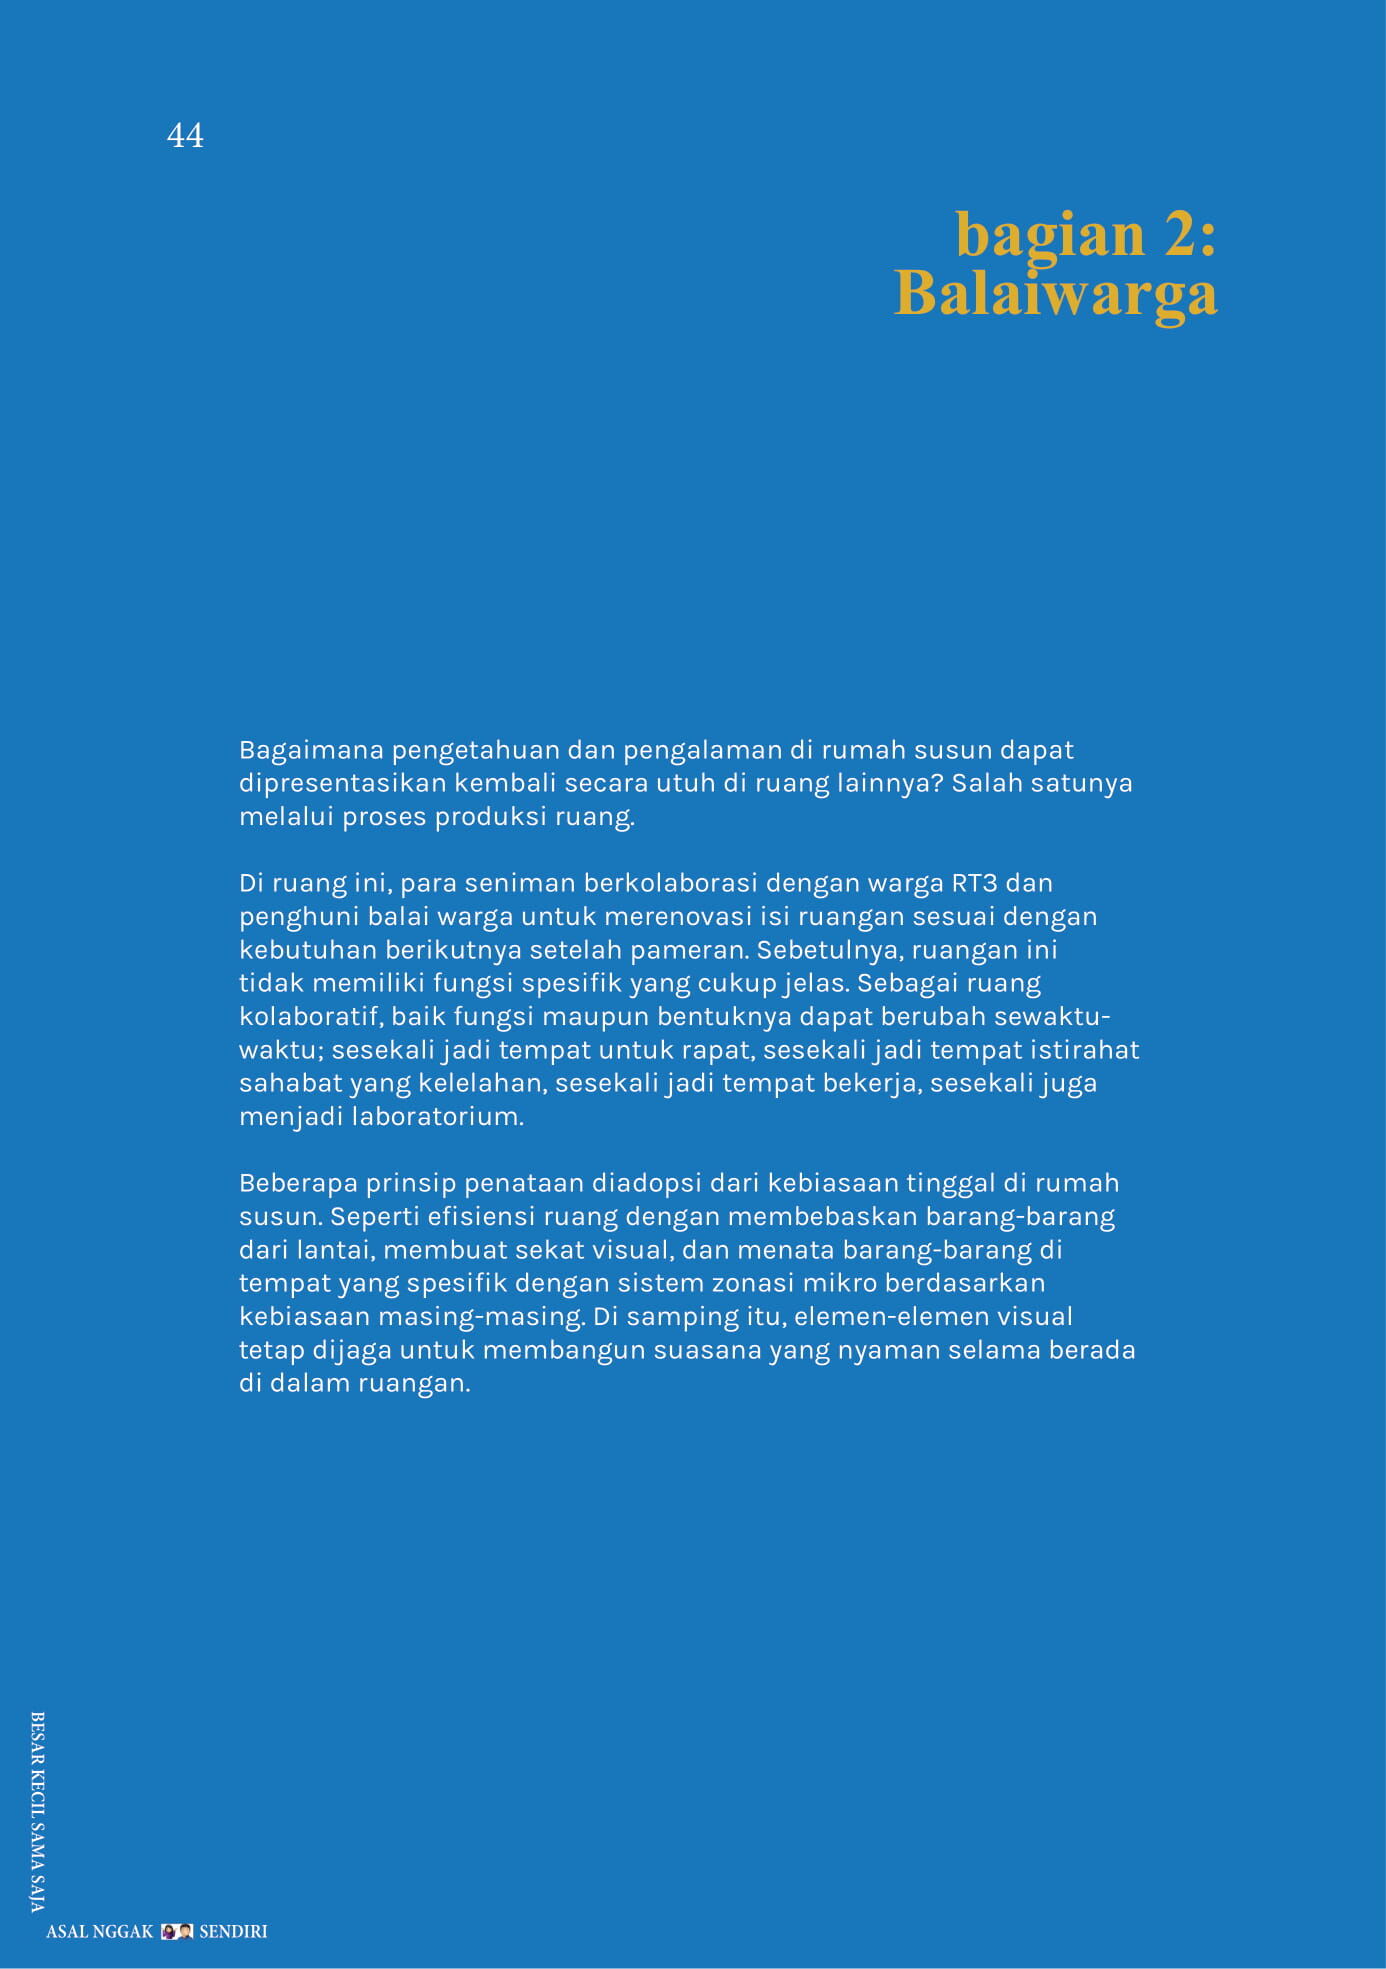 44
bagian 2:
Balaiwarga
Bagaimana pengetahuan dan pengalaman di rumah susun dapat
dipresentasikan kembali secara utuh di ruang lainnya? Salah satunya
melalui proses produksi ruang.
Di ruang ini, para seniman berkolaborasi dengan warga RT3 dan
penghuni balai warga untuk merenovasi isi ruangan sesuai dengan
kebutuhan berikutnya setelah pameran. Sebetulnya, ruangan ini
tidak memiliki fungsi spesifik yang cukup jelas. Sebagai ruang
kolaboratif, baik fungsi maupun bentuknya dapat berubah sewaktu-
waktu; sesekali jadi tempat untuk rapat, sesekali jadi tempat istirahat
sahabat yang kelelahan, sesekali jadi tempat bekerja, sesekali juga
menjadi laboratorium.
Beberapa prinsip penataan diadopsi dari kebiasaan tinggal di rumah
susun. Seperti efisiensi ruang dengan membebaskan barang-barang
dari lantai, membuat sekat visual, dan menata barang-barang di
tempat yang spesifik dengan sistem zonasi mikro berdasarkan
kebiasaan masing-masing. Di samping itu, elemen-elemen visual
tetap dijaga untuk membangun suasana yang nyaman selama berada
di dalam ruangan.
BESAR KECIL SAMA SAJA
ASAL NGGAK SENDIRI